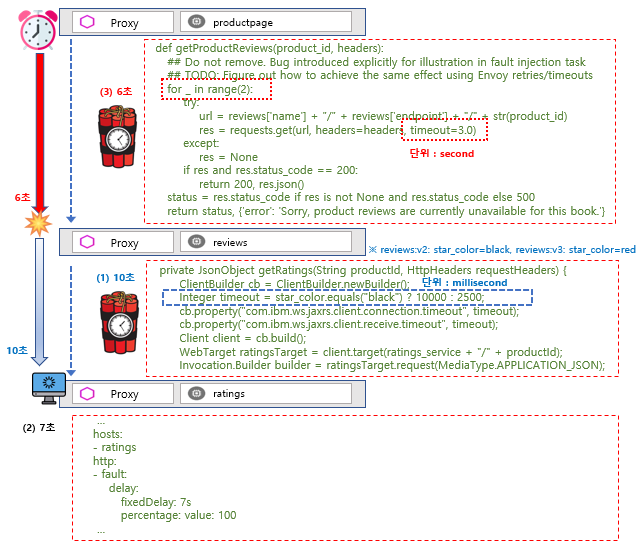 Proxy
productpage
def getProductReviews(product_id, headers):
## Do not remove. Bug introduced explicitly for illustration in fault injection task
## TODO: Figure out how to achieve the same effect using Envoy retries/timeouts
(3) 6초
for _ in range(2):
try:
url = reviews['name'] + "/" + reviews['endpoint'] + "/" + str(product_id)
res = requests.get(url, headers=headers, timeout=3.0)
except:
단위 : second
res = None
if res and res.status_code == 200:
return 200, res.json()
6초
status = res.status_code if res is not None and res.status_code else 500
return status, {'error': 'Sorry, product reviews are currently unavailable for this book.'}
Proxy
reviews
※ reviews:v2: star_color=black, reviews:v3: star_color=red
(1) 10초
private JsonObject getRatings(String productId, HttpHeaders requestHeaders) {
ClientBuilder cb = ClientBuilder.newBuilder();
단위 : millisecond
Integer timeout = star_color.equals("black") ? 10000 : 2500;
cb.property("com.ibm.ws.jaxrs.client.connection.timeout", timeout);
cb.property("com.ibm.ws.jaxrs.client.receive.timeout", timeout);
Client client = cb.build();
10초
WebTarget ratingsTarget = client.target(ratings_service + "/" + productId);
Invocation.Builder builder = ratingsTarget.request(MediaType.APPLICATION_JSON);
Proxy
ratings
(2) 7초
...
hosts:
- ratings
http:
- fault:
delay:
fixedDelay: 7s
percentage: value: 100
...